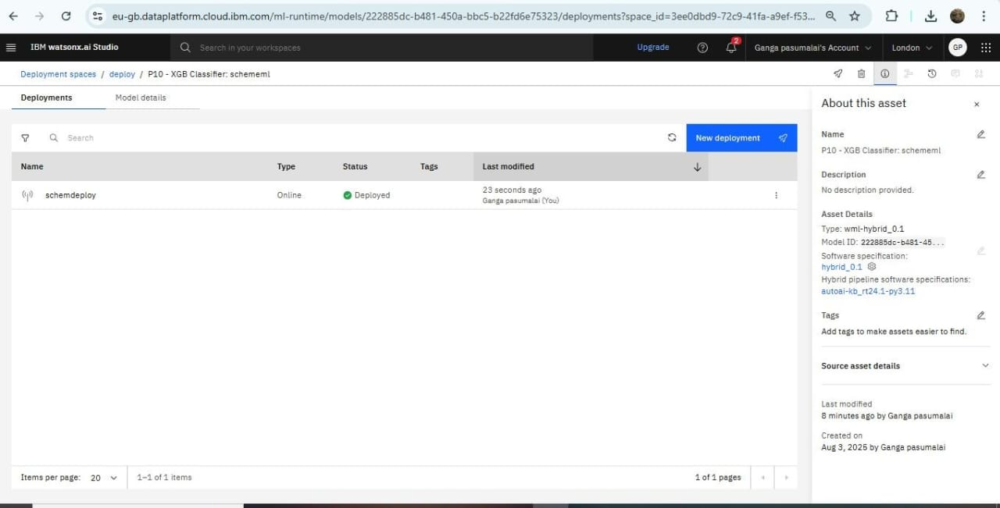 eu-gb.dataplatform.cloud.ibm.com/ml-runtime/models/222885dc-b481-450a-bbc5-b22fd6e75323/deployments?space_id=3ee0dbd9-72c9-41fa-a9ef-f53...
IBM watsonx.ai Studio
Search in your workspaces
Upgrade
2
Ganga pasumalai's Account
London
GP
Deployment spaces / deploy / P10 - XGB Classifier: schememl
Deployments
Model details
Search
New deployment
Name Type Status Tags Last modified
schemdeploy Online Deployed 23 seconds ago
Ganga pasumalai (You)
Items per page: 20
1–1 of 1 items
1 of 1 pages
About this asset
Name
P10 - XGB Classifier: schememl
Description
No description provided.
Asset Details
Type: wml-hybrid_0.1
Model ID: 222885dc-b481-45...
Software specification:
hybrid_0.1
Hybrid pipeline software specifications:
autoai-kb_rt24.1-py3.11
Tags
Add tags to make assets easier to find.
Source asset details
Last modified
8 minutes ago by Ganga pasumalai
Created on
Aug 3, 2025 by Ganga pasumalai